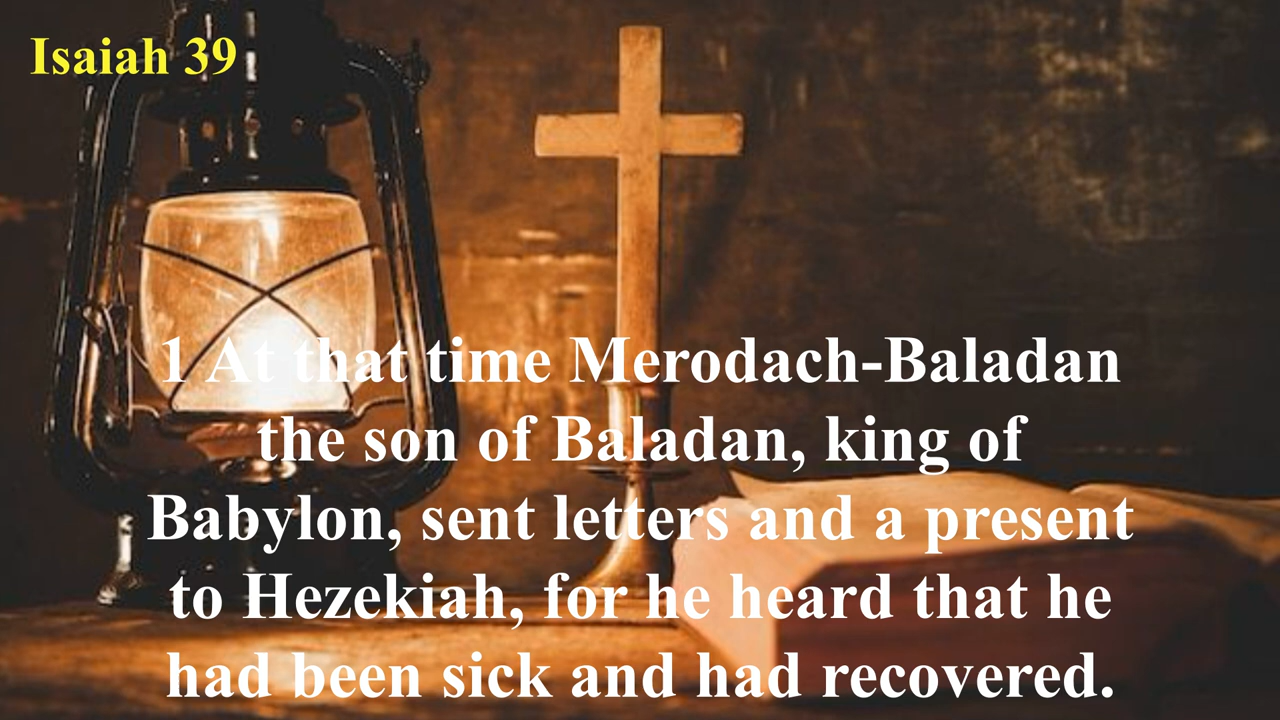 Isaiah 39
1 At that time Merodach-Baladan
the son of Baladan, king of
Babylon, sent letters and a present
to Hezekiah, for he heard that he
had been sick and had recovered.